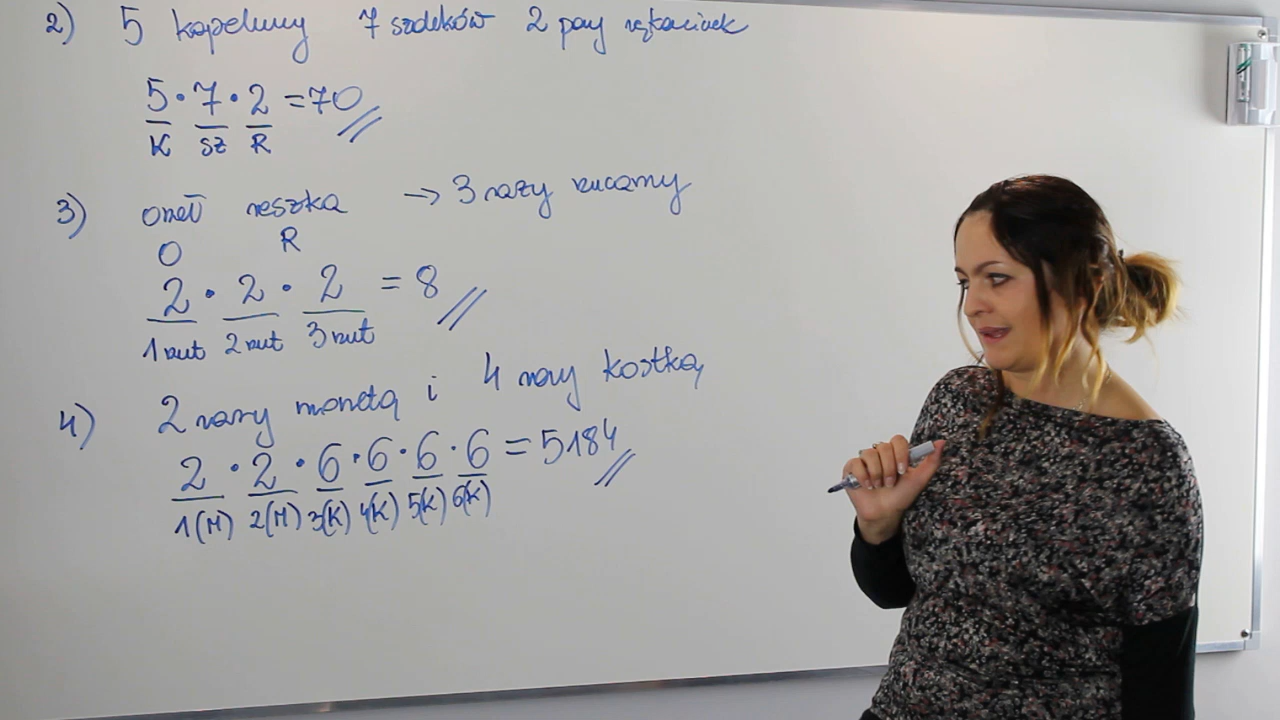 2) 5 kapeluszy 7 szalików 2 pary rękawiczek
5 · 7 · 2 = 70
K SZ R
3) orzeł reszka → 3 razy rzucamy
O R
2 · 2 · 2 = 8
1 rzut 2 rzut 3 rzut
4) 2 razy monetą i 4 razy kostką
2 · 2 · 6 · 6 · 6 · 6 = 5184
1(M) 2(M) 3(K) 4(K) 5(K) 6(K)